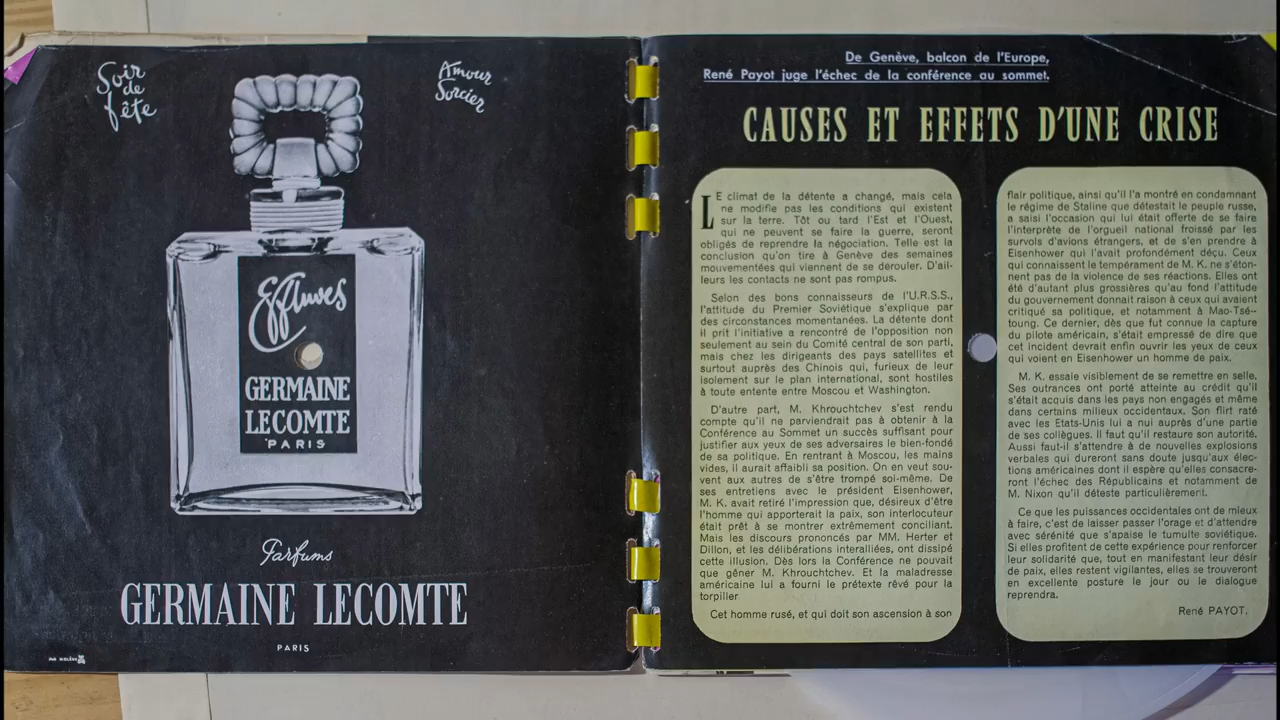 Soir
de
fête
Amour
Sorcier
Effluves
GERMAINE
LECOMTE
PARIS
Parfums
GERMAINE LECOMTE
PARIS
De Genève, balcon de l'Europe,
René Payot juge l'échec de la conférence au sommet.
CAUSES ET EFFETS D'UNE CRISE
LE climat de la détente a changé, mais cela
ne modifie pas les conditions qui existent
sur la terre. Tôt ou tard l'Est et l'Ouest,
qui ne peuvent se faire la guerre, seront
obligés de reprendre la négociation. Telle est la
conclusion qu'on tire à Genève des semaines
mouvementées qui viennent de se dérouler. D'ail-
leurs les contacts ne sont pas rompus.
Selon des bons connaisseurs de l'U.R.S.S.,
l'attitude du Premier Soviétique s'explique par
des circonstances momentanées. La détente dont
il prit l'initiative a rencontré de l'opposition non
seulement au sein du Comité central de son parti,
mais chez les dirigeants des pays satellites et
surtout auprès des Chinois qui, furieux de leur
isolement sur le plan international, sont hostiles
à toute entente entre Moscou et Washington.
D'autre part, M. Khrouchtchev s'est rendu
compte qu'il ne parviendrait pas à obtenir à la
Conférence au Sommet un succès suffisant pour
justifier aux yeux de ses adversaires le bien-fondé
de sa politique. En rentrant à Moscou, les mains
vides, il aurait affaibli sa position. On en veut sou-
vent aux autres de s'être trompé soi-même. De
ses entretiens avec le président Eisenhower,
M. K. avait retiré l'impression que, désireux d'être
l'homme qui apporterait la paix, son interlocuteur
était prêt à se montrer extrêmement conciliant.
Mais les discours prononcés par MM. Herter et
Dillon, et les délibérations interalliées, ont dissipé
cette illusion. Dès lors la Conférence ne pouvait
que gêner M. Khrouchtchev. Et la maladresse
américaine lui a fourni le prétexte rêvé pour la
torpiller
Cet homme rusé, et qui doit son ascension à son
flair politique, ainsi qu'il l'a montré en condamnant
le régime de Staline que détestait le peuple russe,
a saisi l'occasion qui lui était offerte de se faire
l'interprète de l'orgueil national froissé par les
survols d'avions étrangers, et de s'en prendre à
Eisenhower qui l'avait profondément déçu. Ceux
qui connaissent le tempérament de M. K. ne s'éton-
nent pas de la violence de ses réactions. Elles ont
été d'autant plus grossières qu'au fond l'attitude
du gouvernement donnait raison à ceux qui avaient
critiqué sa politique, et notamment à Mao-Tsé-
toung. Ce dernier, dès que fut connue la capture
du pilote américain, s'était empressé de dire que
cet incident devrait enfin ouvrir les yeux de ceux
qui voient en Eisenhower un homme de paix.
M. K. essaie visiblement de se remettre en selle.
Ses outrances ont porté atteinte au crédit qu'il
s'était acquis dans les pays non engagés et même
dans certains milieux occidentaux. Son flirt raté
avec les Etats-Unis lui a nui auprès d'une partie
de ses collègues. Il faut qu'il restaure son autorité.
Aussi faut-il s'attendre à de nouvelles explosions
verbales qui dureront sans doute jusqu'aux élec-
tions américaines dont il espère qu'elles consacre-
ront l'échec des Républicains et notamment de
M. Nixon qu'il déteste particulièrement.
Ce que les puissances occidentales ont de mieux
à faire, c'est de laisser passer l'orage et d'attendre
avec sérénité que s'apaise le tumulte soviétique.
Si elles profitent de cette expérience pour renforcer
leur solidarité que, tout en manifestant leur désir
de paix, elles restent vigilantes, elles se trouveront
en excellente posture le jour ou le dialogue
reprendra.
René PAYOT.